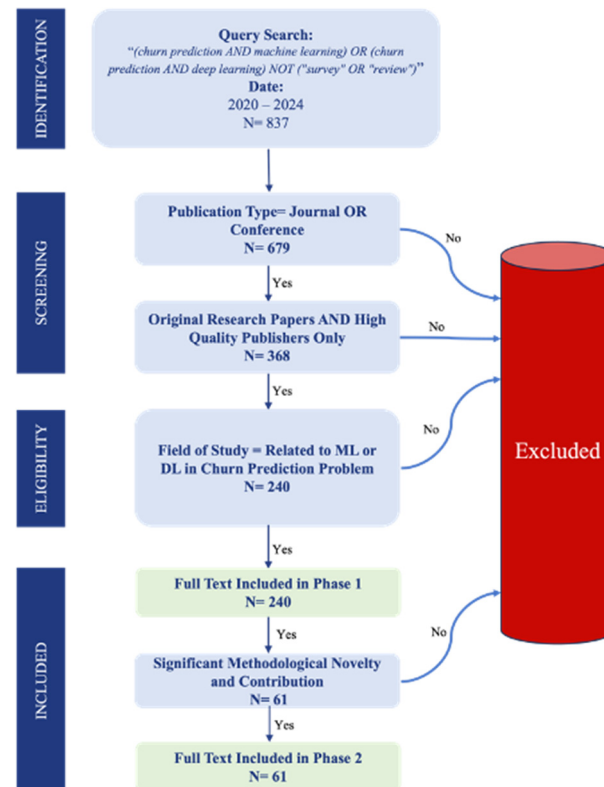 IDENTIFICATION
Query Search:
“(churn prediction AND machine learning) OR (churn
prediction AND deep learning) NOT ("survey" OR "review")”
Date:
2020 – 2024
N= 837
SCREENING
Publication Type= Journal OR
Conference
N= 679
No
Yes
Original Research Papers AND High
Quality Publishers Only
N= 368
No
Yes
ELIGIBILITY
Field of Study = Related to ML or
DL in Churn Prediction Problem
N= 240
No
Excluded
Yes
INCLUDED
Full Text Included in Phase 1
N= 240
Yes
Significant Methodological Novelty
and Contribution
N= 61
No
Yes
Full Text Included in Phase 2
N= 61